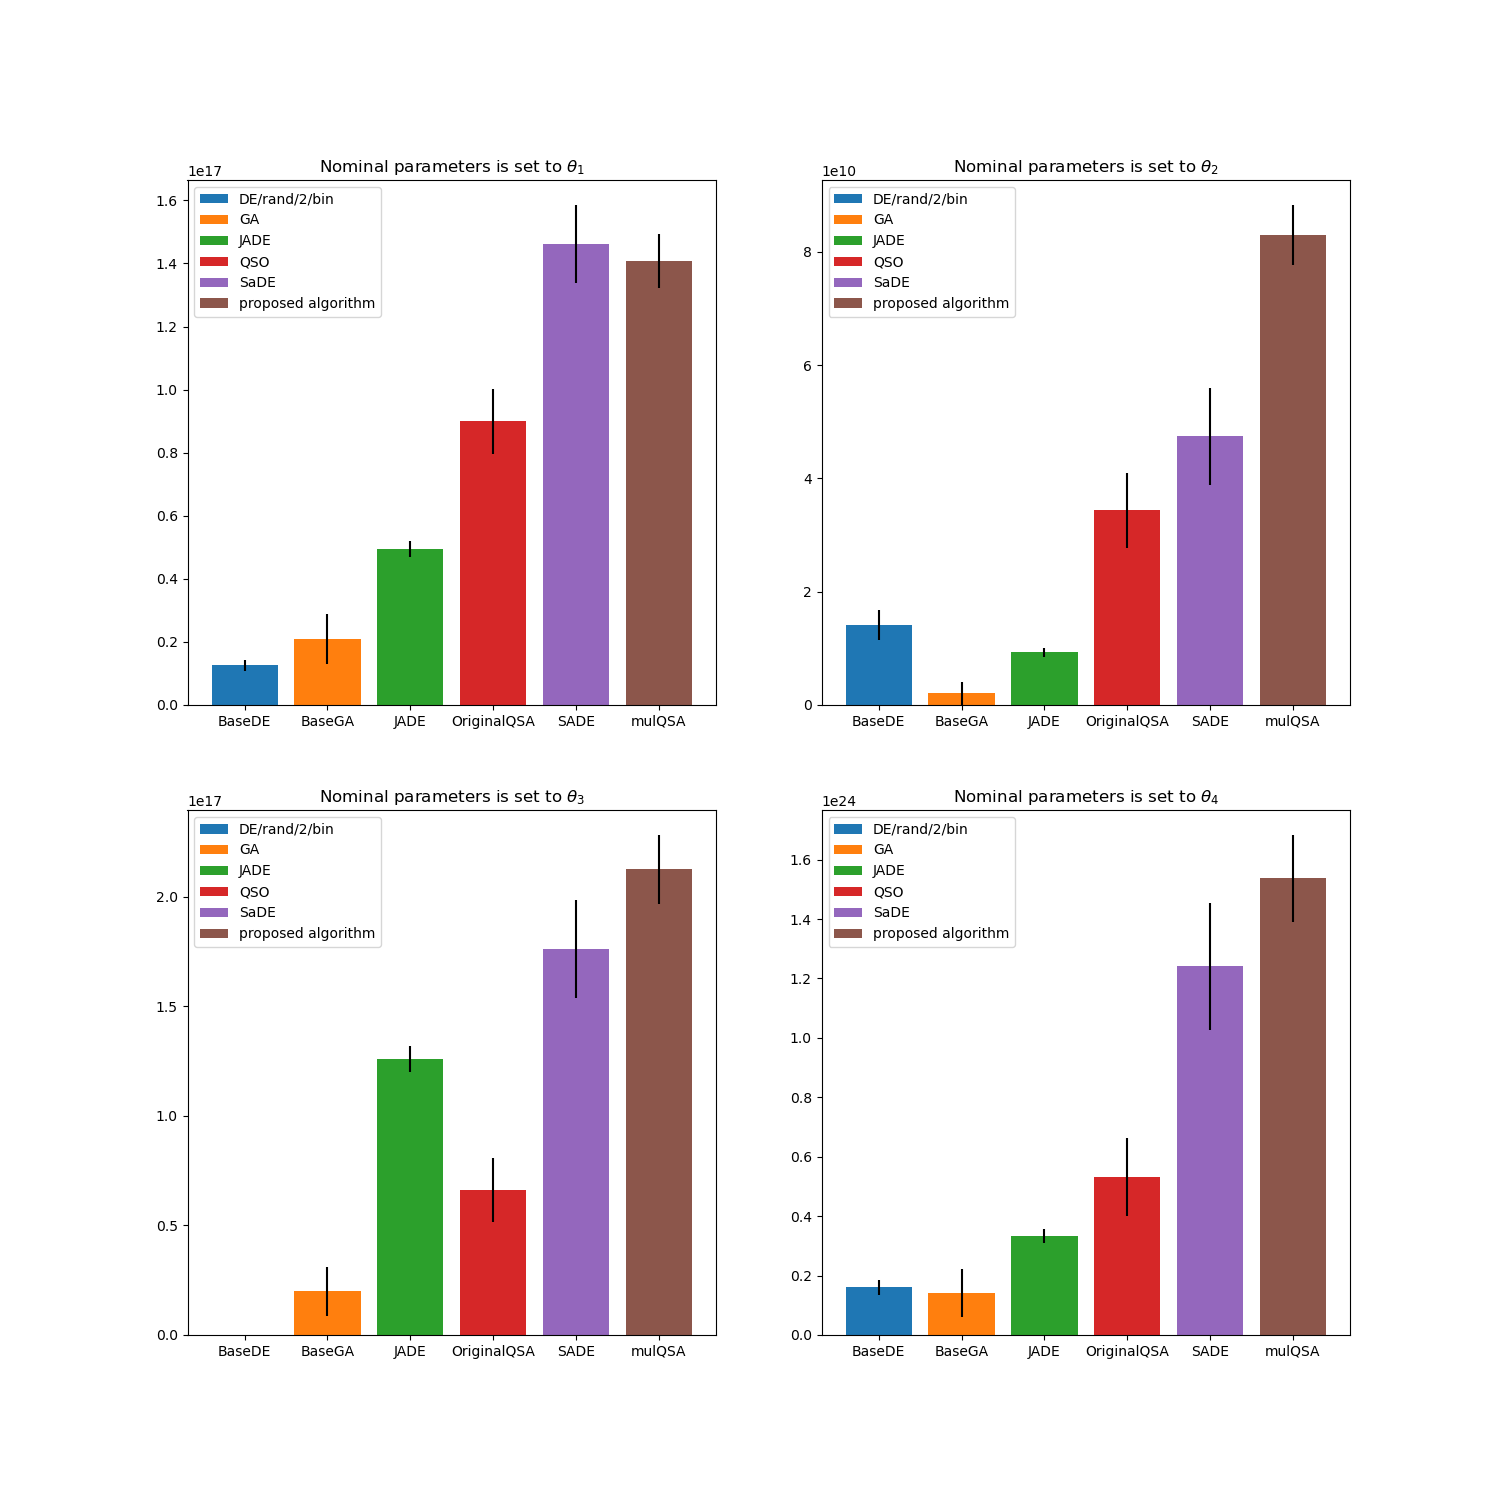 Nominal parameters is set to θ1
1e17
1.6
1.4
1.2
1.0
0.8
0.6
0.4
0.2
0.0
DE/rand/2/bin
GA
JADE
QSO
SaDE
proposed algorithm
BaseDE BaseGA JADE OriginalQSA SADE mulQSA
Nominal parameters is set to θ2
1e10
8
6
4
2
0
DE/rand/2/bin
GA
JADE
QSO
SaDE
proposed algorithm
BaseDE BaseGA JADE OriginalQSA SADE mulQSA
Nominal parameters is set to θ3
1e17
2.0
1.5
1.0
0.5
0.0
DE/rand/2/bin
GA
JADE
QSO
SaDE
proposed algorithm
BaseDE BaseGA JADE OriginalQSA SADE mulQSA
Nominal parameters is set to θ4
1e24
1.6
1.4
1.2
1.0
0.8
0.6
0.4
0.2
0.0
DE/rand/2/bin
GA
JADE
QSO
SaDE
proposed algorithm
BaseDE BaseGA JADE OriginalQSA SADE mulQSA